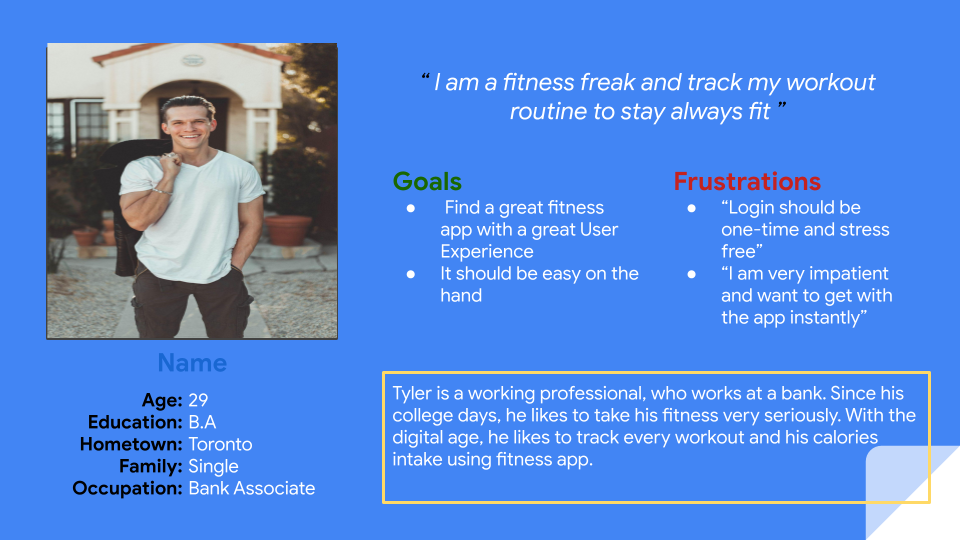 “ I am a fitness freak and track my workout
routine to stay always fit ”
Goals
● Find a great fitness
app with a great User
Experience
● It should be easy on the
hand
Frustrations
● “Login should be
one-time and stress
free”
● “I am very impatient
and want to get with
the app instantly”
Name
Age: 29
Education: B.A
Hometown: Toronto
Family: Single
Occupation: Bank Associate
Tyler is a working professional, who works at a bank. Since his
college days, he likes to take his fitness very seriously. With the
digital age, he likes to track every workout and his calories
intake using fitness app.